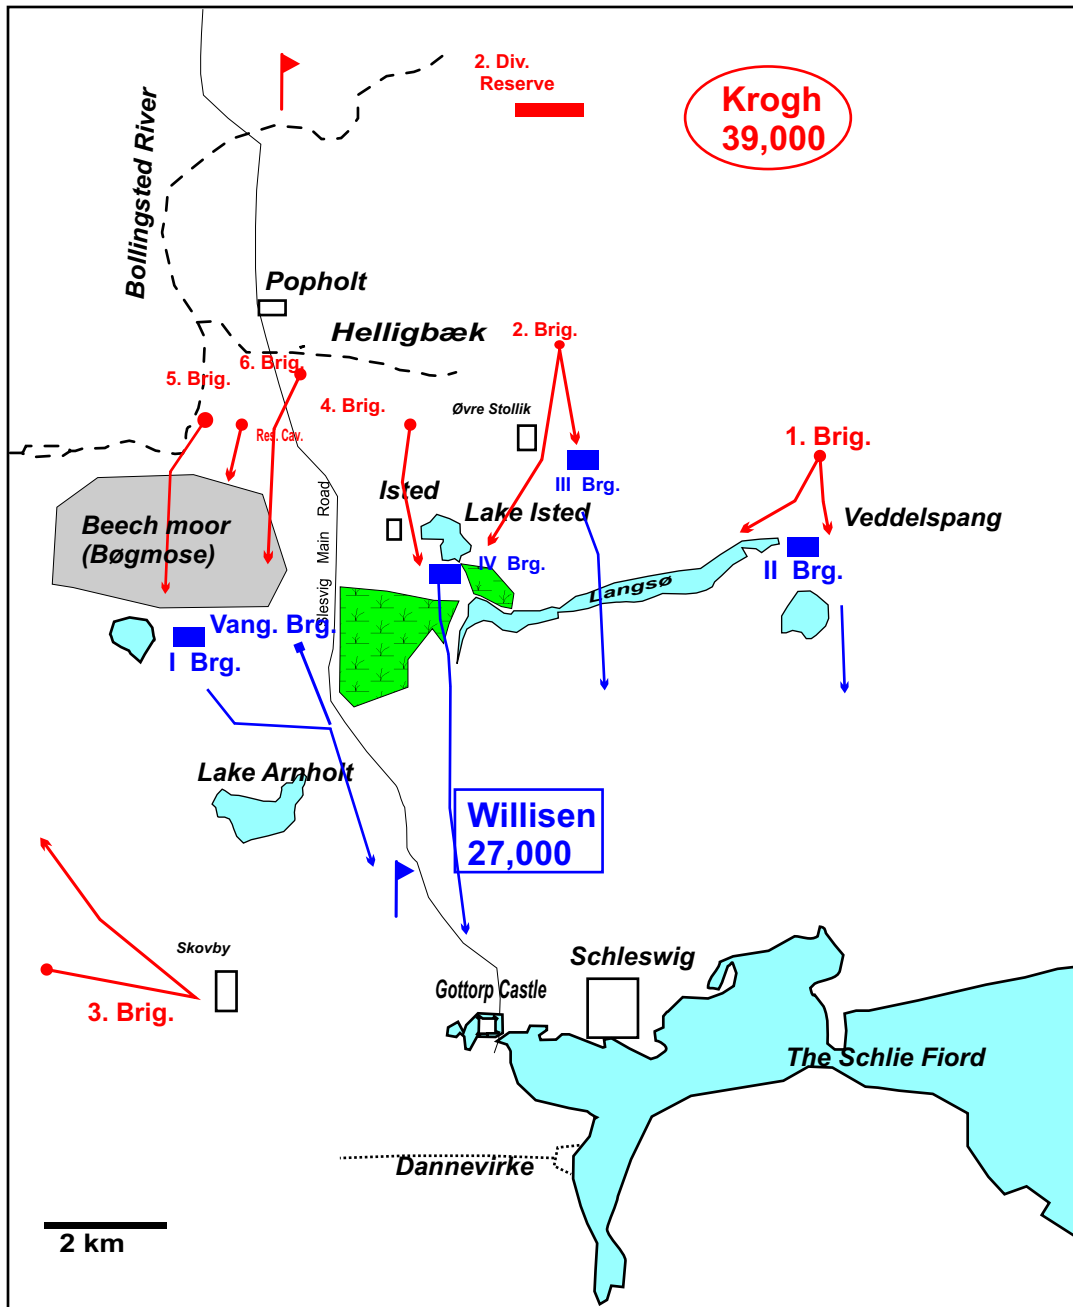 2. Div.
Reserve
Krogh
39,000
Bollingsted River
Popholt
Helligbæk
2. Brig.
6. Brig.
5. Brig.
4. Brig.
Øvre Stollik
Res. Cav.
1. Brig.
III Brg.
Isted
Lake Isted
Veddelspang
Slesvig Main Road
Beech moor
(Bøgmose)
IV Brg.
Langsø
II Brg.
Vang. Brg.
I Brg.
Lake Arnholt
Willisen
27,000
Skovby
3. Brig.
Schleswig
Gottorp Castle
The Schlie Fiord
Dannevirke
2 km